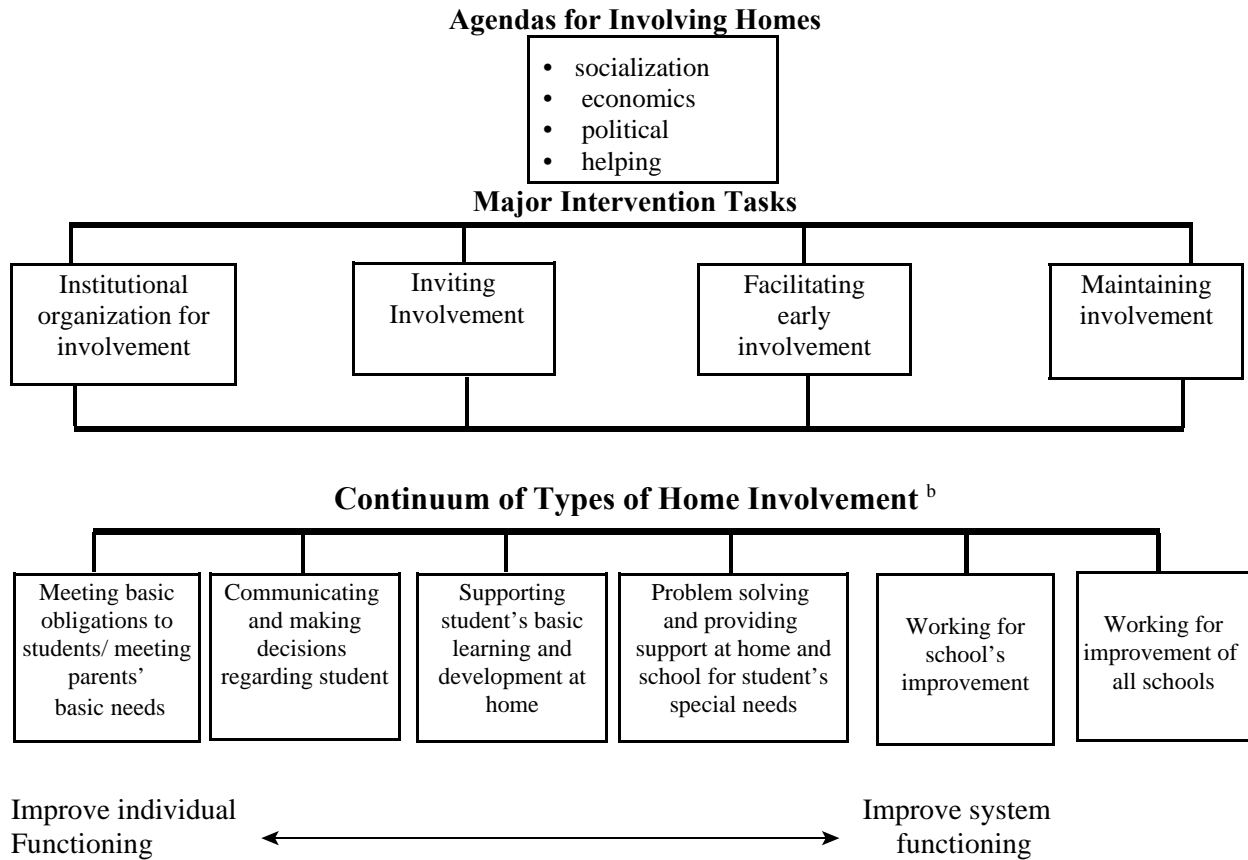 Agendas for Involving Homes
• socialization
• economics
• political
• helping
Major Intervention Tasks
Institutional
organization for
involvement
Inviting
Involvement
Facilitating
early
involvement
Maintaining
involvement
Continuum of Types of Home Involvement b
Meeting basic
obligations to
students/ meeting
parents’
basic needs
Communicating
and making
decisions
regarding student
Supporting
student’s basic
learning and
development at
home
Problem solving
and providing
support at home and
school for student’s
special needs
Working for
school’s
improvement
Working for
improvement of
all schools
Improve individual
Functioning
Improve system
functioning